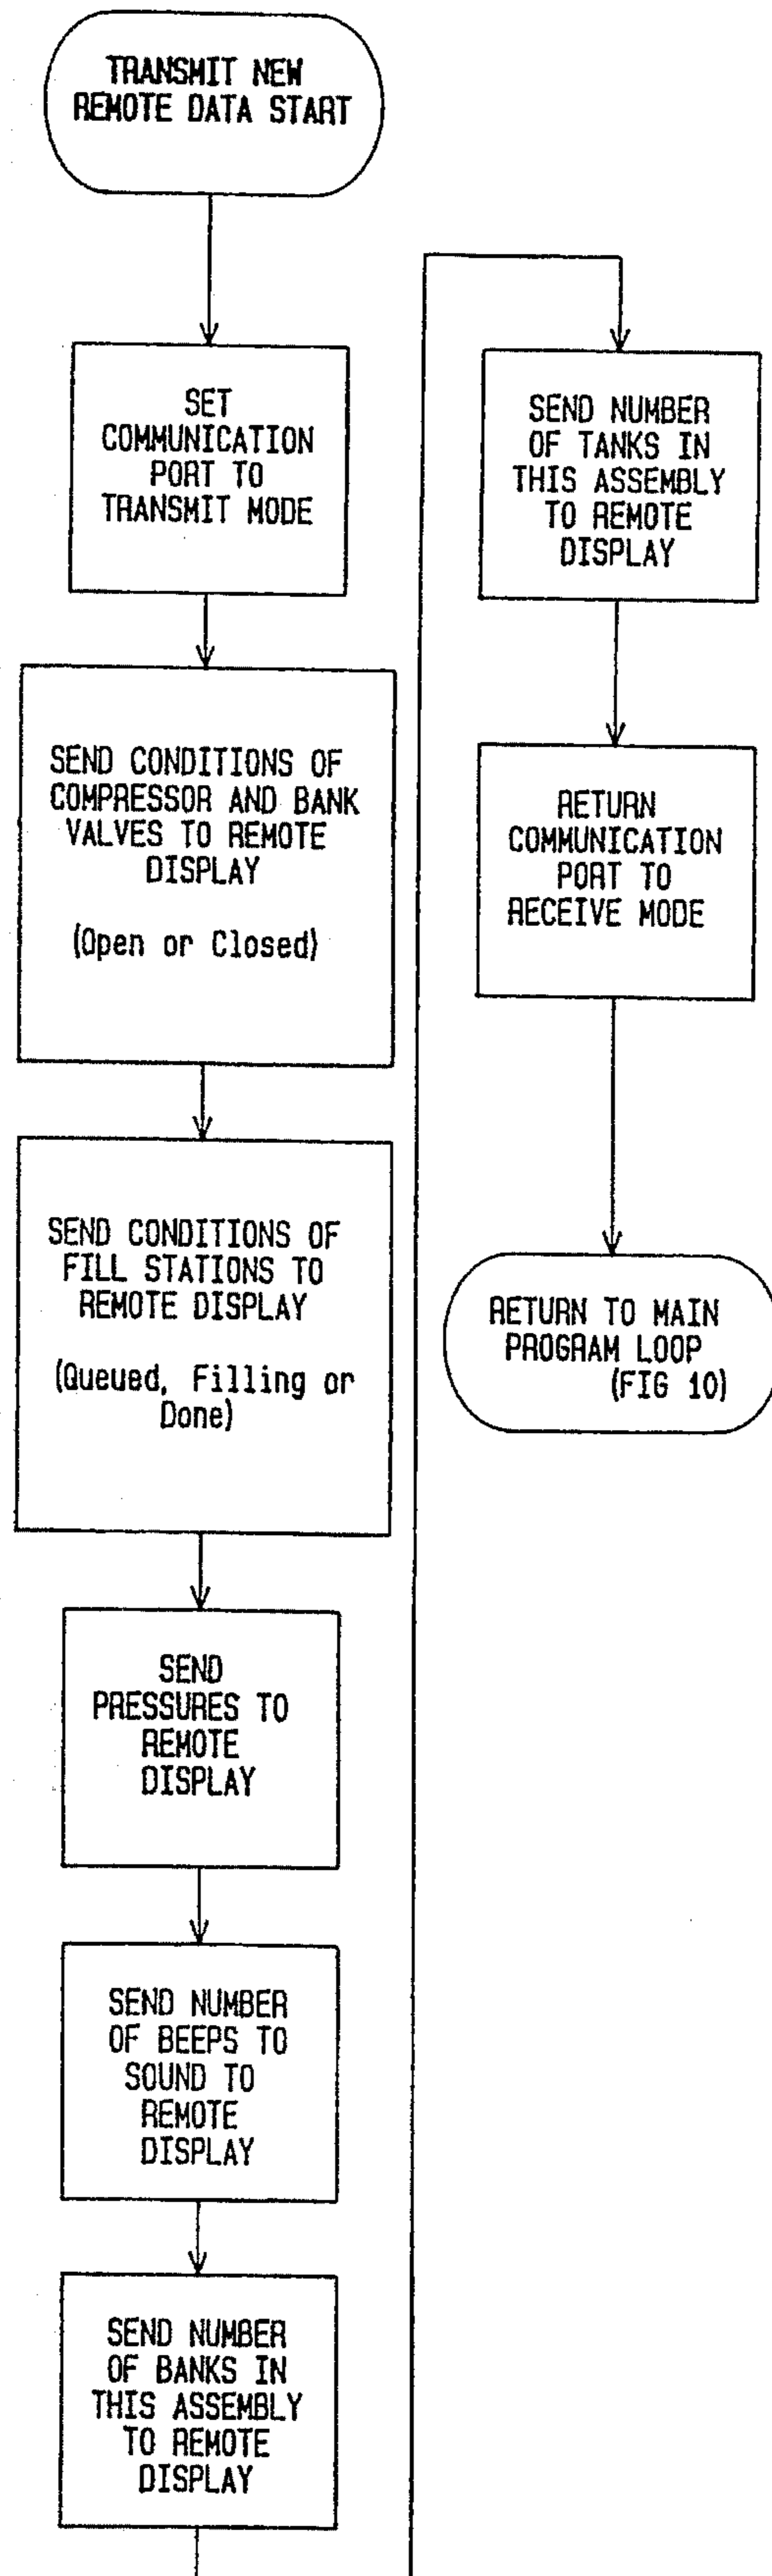 TRANSMIT NEW
REMOTE DATA START
SET
COMMUNICATION
PORT TO
TRANSMIT MODE
SEND CONDITIONS OF
COMPRESSOR AND BANK
VALVES TO REMOTE
DISPLAY
(Open or Closed)
SEND CONDITIONS OF
FILL STATIONS TO
REMOTE DISPLAY
(Queued, Filling or
Done)
SEND
PRESSURES TO
REMOTE
DISPLAY
SEND NUMBER
OF BEEPS TO
SOUND TO
REMOTE
DISPLAY
SEND NUMBER
OF BANKS IN
THIS ASSEMBLY
TO REMOTE
DISPLAY
SEND NUMBER
OF TANKS IN
THIS ASSEMBLY
TO REMOTE
DISPLAY
RETURN
COMMUNICATION
PORT TO
RECEIVE MODE
RETURN TO MAIN
PROGRAM LOOP
(FIG 10)